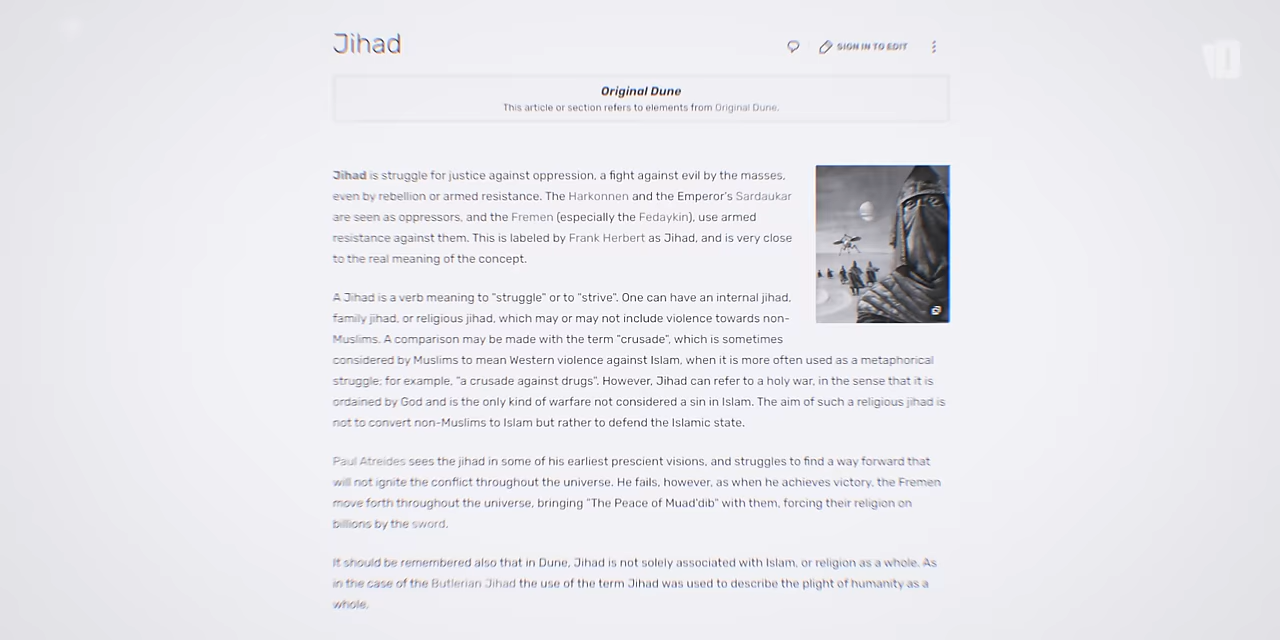 Jihad
SIGN IN TO EDIT
Original Dune
This article or section refers to elements from Original Dune.
Jihad is struggle for justice against oppression, a fight against evil by the masses,
even by rebellion or armed resistance. The Harkonnen and the Emperor's Sardaukar
are seen as oppressors, and the Fremen (especially the Fedaykin), use armed
resistance against them. This is labeled by Frank Herbert as Jihad, and is very close
to the real meaning of the concept.
A Jihad is a verb meaning to "struggle" or to "strive". One can have an internal jihad,
family jihad, or religious jihad, which may or may not include violence towards non-
Muslims. A comparison may be made with the term "crusade", which is sometimes
considered by Muslims to mean Western violence against Islam, when it is more often used as a metaphorical
struggle; for example, "a crusade against drugs". However, Jihad can refer to a holy war, in the sense that it is
ordained by God and is the only kind of warfare not considered a sin in Islam. The aim of such a religious jihad is
not to convert non-Muslims to Islam but rather to defend the Islamic state.
Paul Atreides sees the jihad in some of his earliest prescient visions, and struggles to find a way forward that
will not ignite the conflict throughout the universe. He fails, however, as when he achieves victory, the Fremen
move forth throughout the universe, bringing "The Peace of Muad'dib" with them, forcing their religion on
billions by the sword.
It should be remembered also that in Dune, Jihad is not solely associated with Islam, or religion as a whole. As
in the case of the Butlerian Jihad the use of the term Jihad was used to describe the plight of humanity as a
whole.